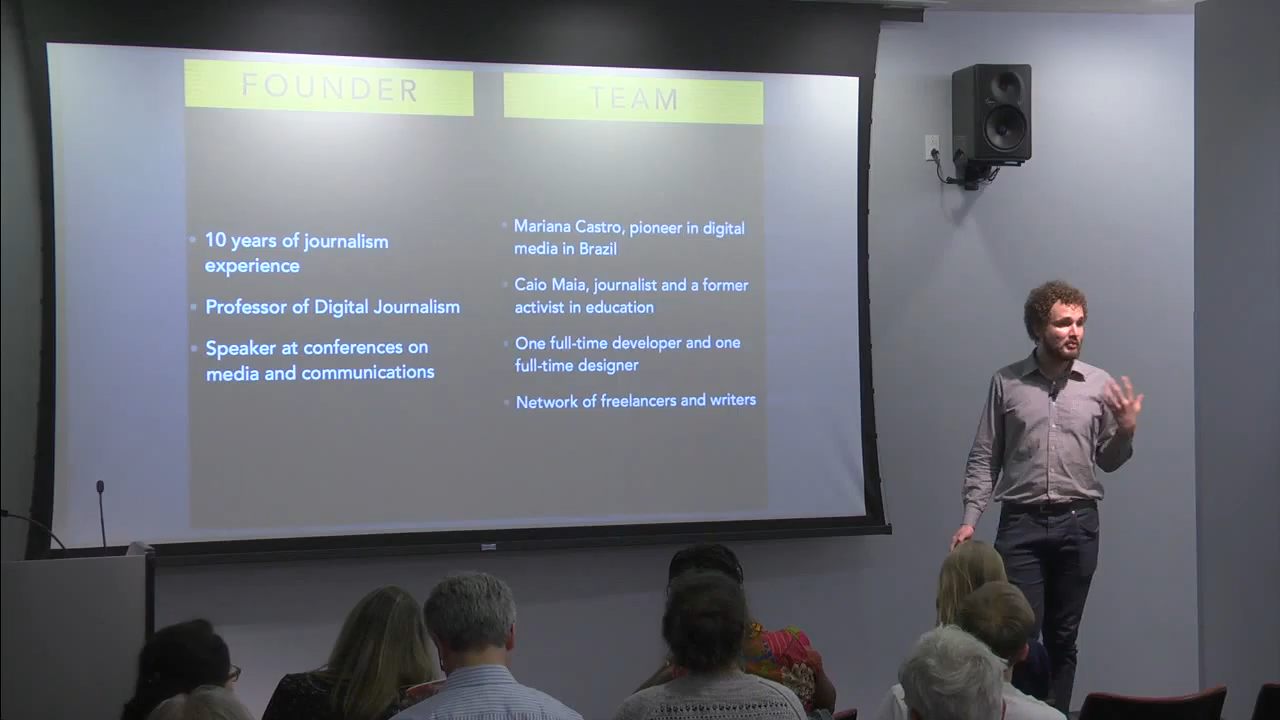 FOUNDER
10 years of journalism
experience
Professor of Digital Journalism
Speaker at conferences on
media and communications
TEAM
Mariana Castro, pioneer in digital
media in Brazil
Caio Maia, journalist and a former
activist in education
One full-time developer and one
full-time designer
Network of freelancers and writers